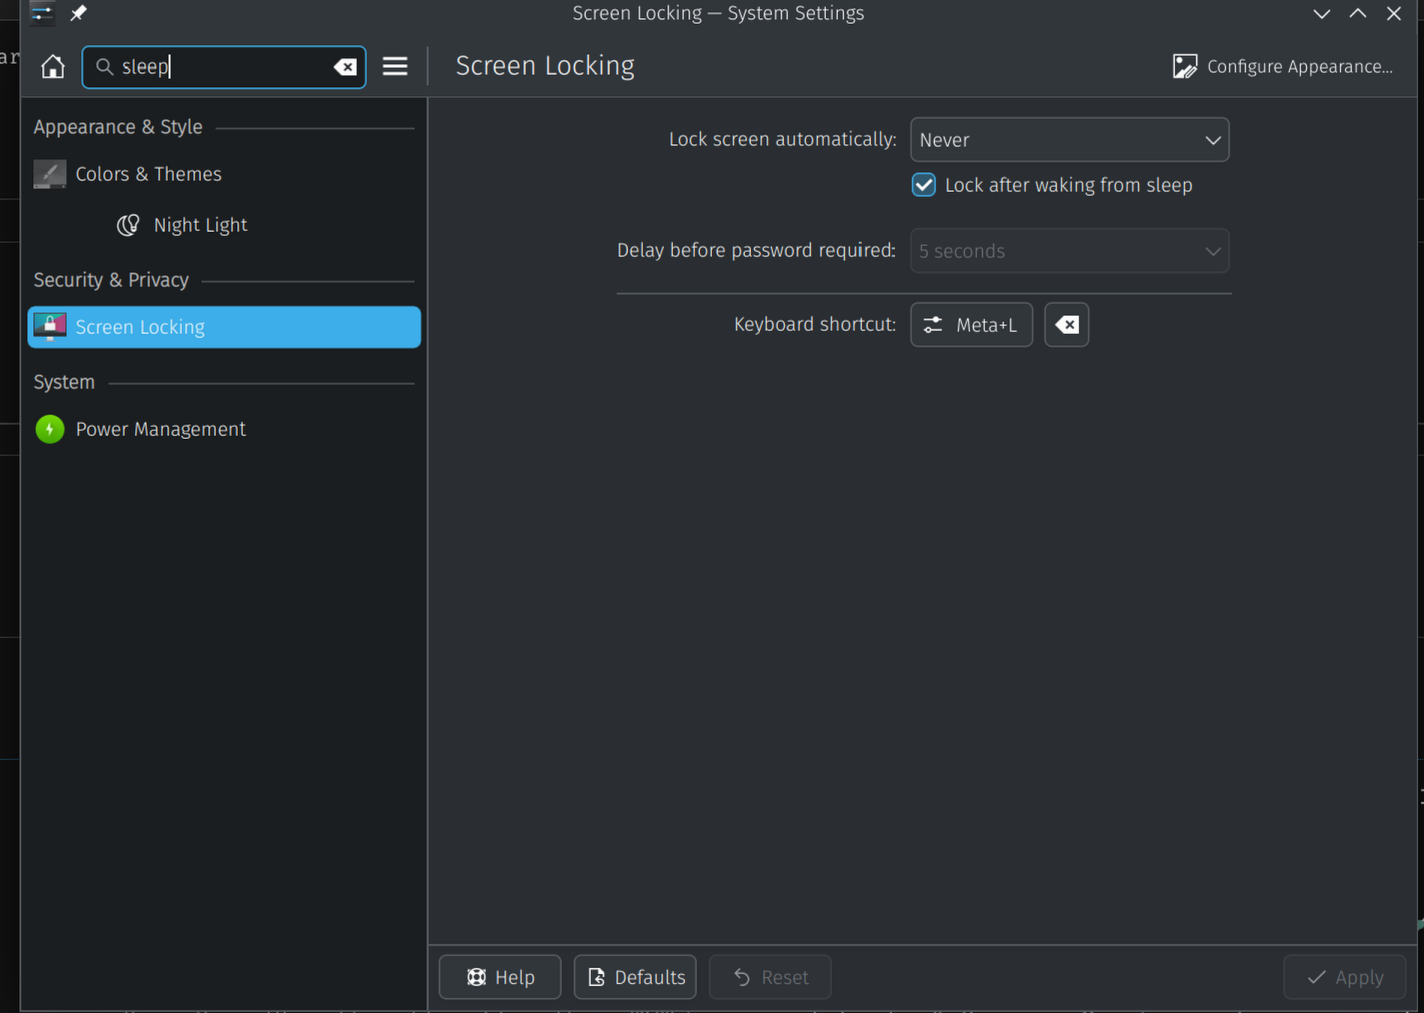 Screen Locking — System Settings
ar
sleep
Screen Locking
Configure Appearance...
Appearance & Style
Colors & Themes
Night Light
Security & Privacy
Screen Locking
System
Power Management
Lock screen automatically: Never
Lock after waking from sleep
Delay before password required: 5 seconds
Keyboard shortcut: Meta+L
Help
Defaults
Reset
Apply